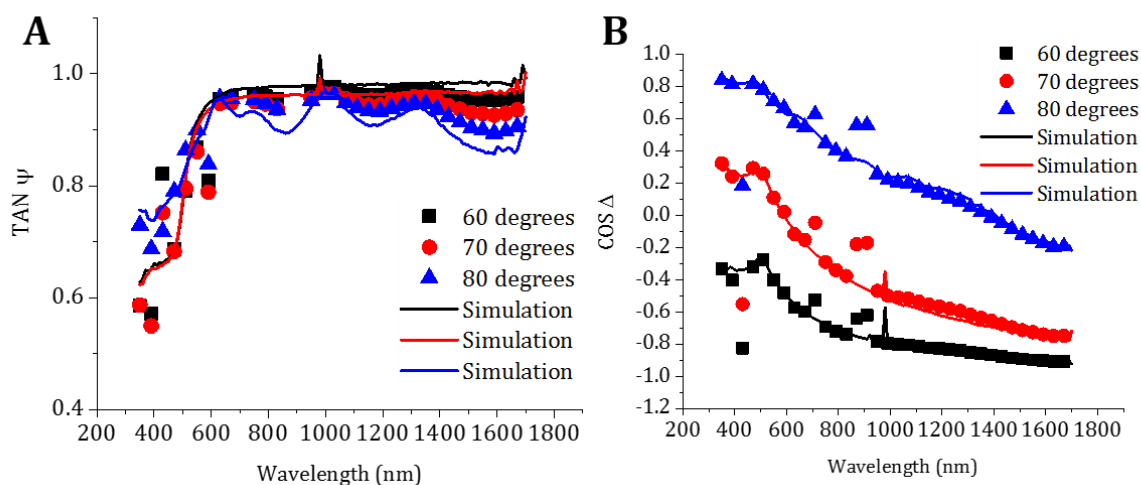 A
TAN ψ
1.0
0.8
0.6
0.4
60 degrees
70 degrees
80 degrees
Simulation
Simulation
Simulation
200 400 600 800 1000 1200 1400 1600 1800
Wavelength (nm)
B
COS Δ
1.0
0.8
0.6
0.4
0.2
0.0
-0.2
-0.4
-0.6
-0.8
-1.0
-1.2
60 degrees
70 degrees
80 degrees
Simulation
Simulation
Simulation
200 400 600 800 1000 1200 1400 1600 1800
Wavelength (nm)